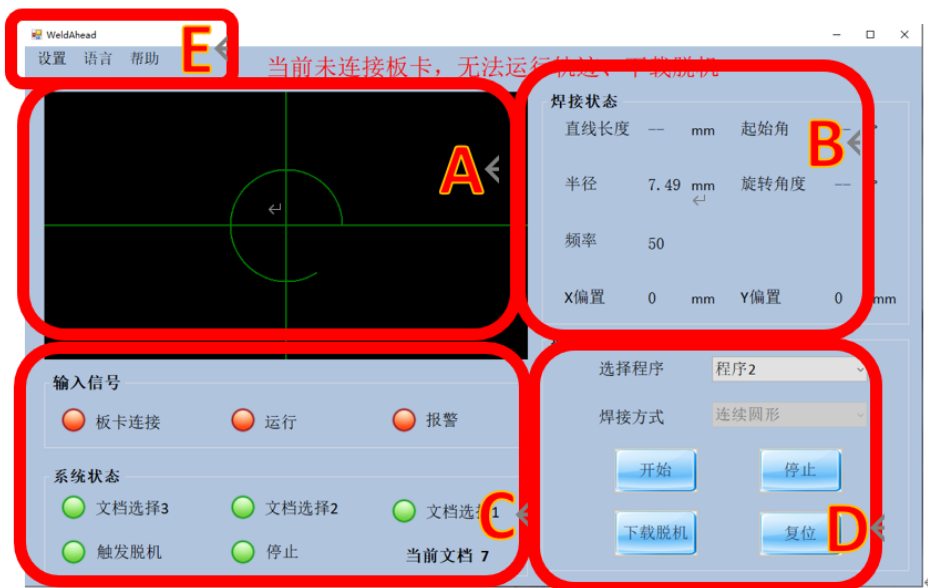 WeldAhead
设置 语言 帮助
E
当前未连接板卡，无法运行轨迹、下载脱机
A
焊接状态
直线长度 -- mm 起始角 --
B
半径 7.49 mm 旋转角度 --
频率 50
X偏置 0 mm Y偏置 0 mm
输入信号
板卡连接 运行 报警
系统状态
文档选择3 文档选择2 文档选择1
C
触发脱机 停止 当前文档 7
选择程序 程序2
焊接方式 连续圆形
开始 停止
下载脱机 复位
D